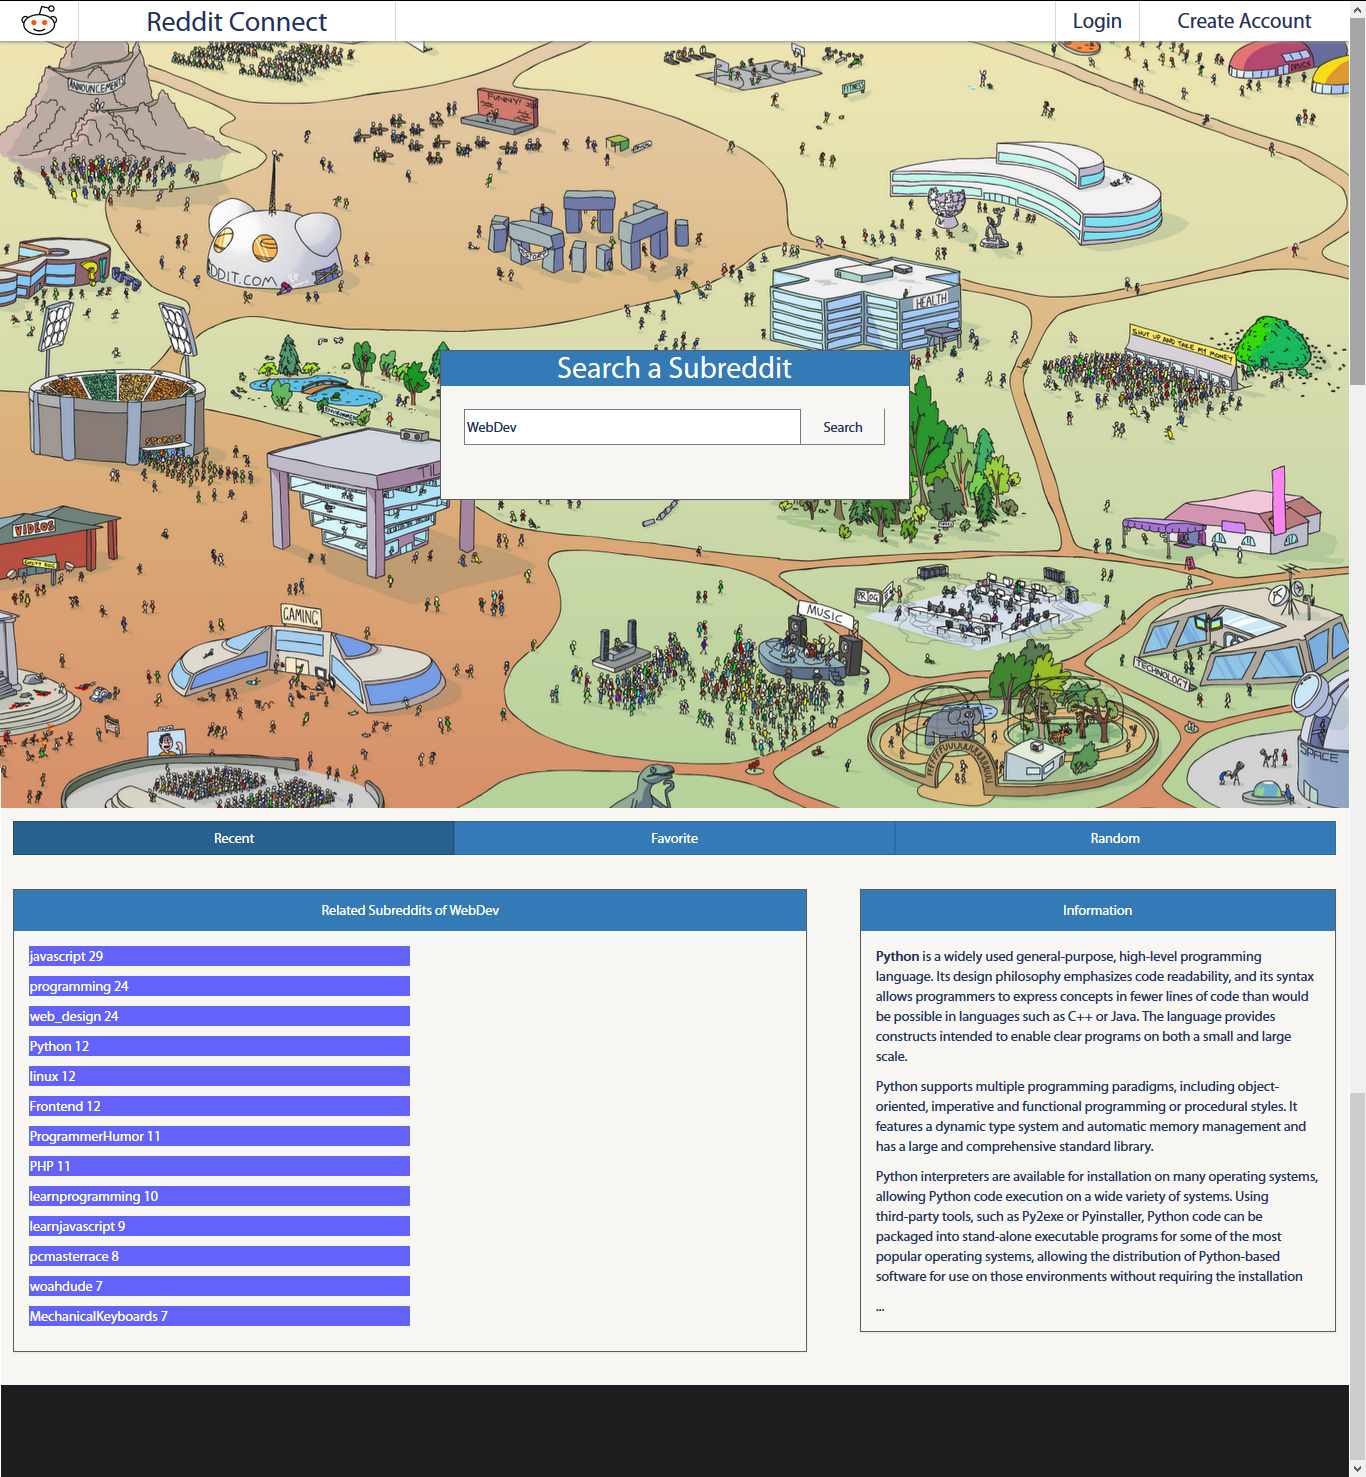 Reddit Connect
Login
Create Account
ANNOUNCEMENTS
FUNNY!
FITNESS
DRUGS
HISTORY
DDIT.COM
HEALTH
SHUT UP AND TAKE MY MONEY
Search a Subreddit
WebDev
Search
SPORTS
TIL
VIDEOS
GUILTY DOG
GAMING
MUSIC
PROG
TECHNOLOGY
SPACE
Recent
Favorite
Random
Related Subreddits of WebDev
javascript 29
programming 24
web_design 24
Python 12
linux 12
Frontend 12
ProgrammerHumor 11
PHP 11
learnprogramming 10
learnjavascript 9
pcmasterrace 8
woahdude 7
MechanicalKeyboards 7
Information
Python is a widely used general-purpose, high-level programming
language. Its design philosophy emphasizes code readability, and its syntax
allows programmers to express concepts in fewer lines of code than would
be possible in languages such as C++ or Java. The language provides
constructs intended to enable clear programs on both a small and large
scale.
Python supports multiple programming paradigms, including object-
oriented, imperative and functional programming or procedural styles. It
features a dynamic type system and automatic memory management and
has a large and comprehensive standard library.
Python interpreters are available for installation on many operating systems,
allowing Python code execution on a wide variety of systems. Using
third-party tools, such as Py2exe or Pyinstaller, Python code can be
packaged into stand-alone executable programs for some of the most
popular operating systems, allowing the distribution of Python-based
software for use on those environments without requiring the installation
...